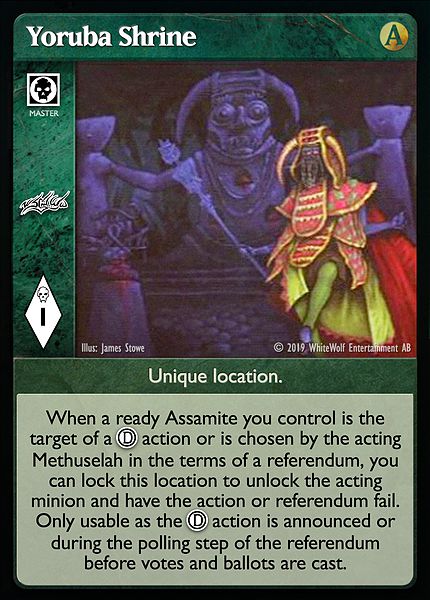 Yoruba Shrine
A
MASTER
1
Illus: James Stowe
© 2019 WhiteWolf Entertainment AB
Unique location.
When a ready Assamite you control is the
target of a Ⓓ action or is chosen by the acting
Methuselah in the terms of a referendum, you
can lock this location to unlock the acting
minion and have the action or referendum fail.
Only usable as the Ⓓ action is announced or
during the polling step of the referendum
before votes and ballots are cast.